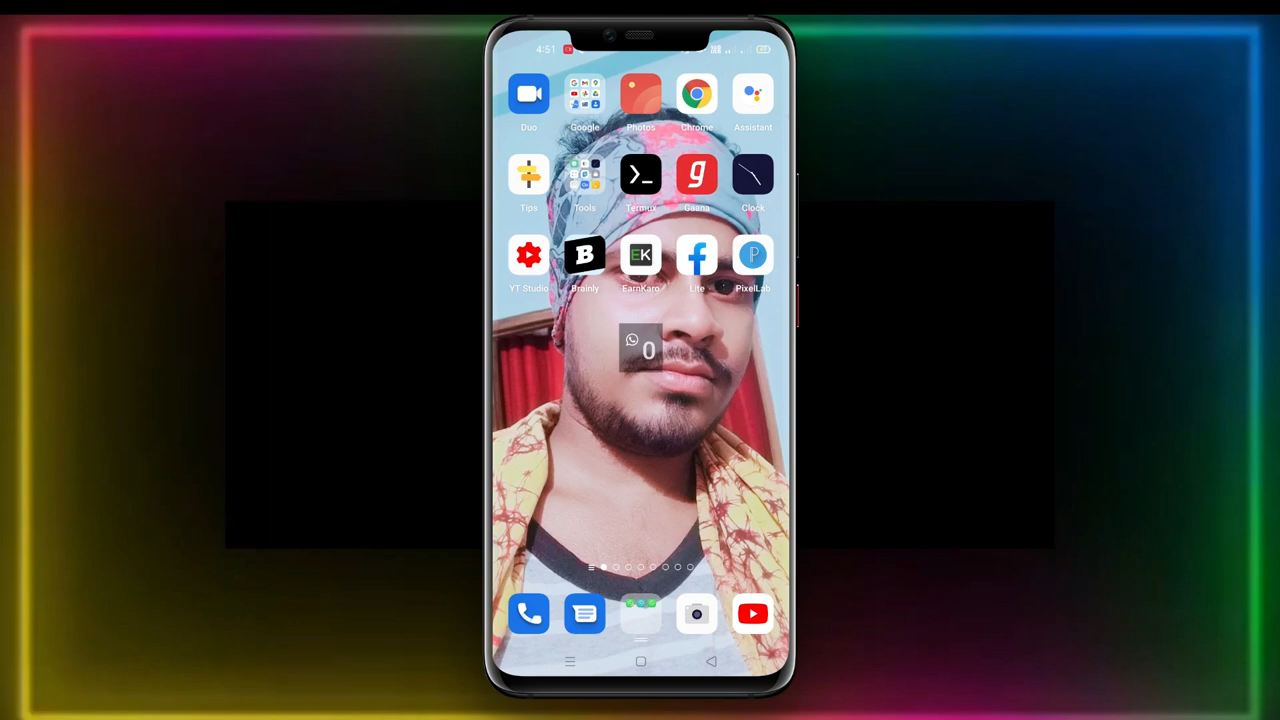 4:51
Duo Google Photos Chrome Assistant
Tips Tools Termux Gaana Clock
B EK
YT Studio Brainly EarnKaro Lite PixelLab
0